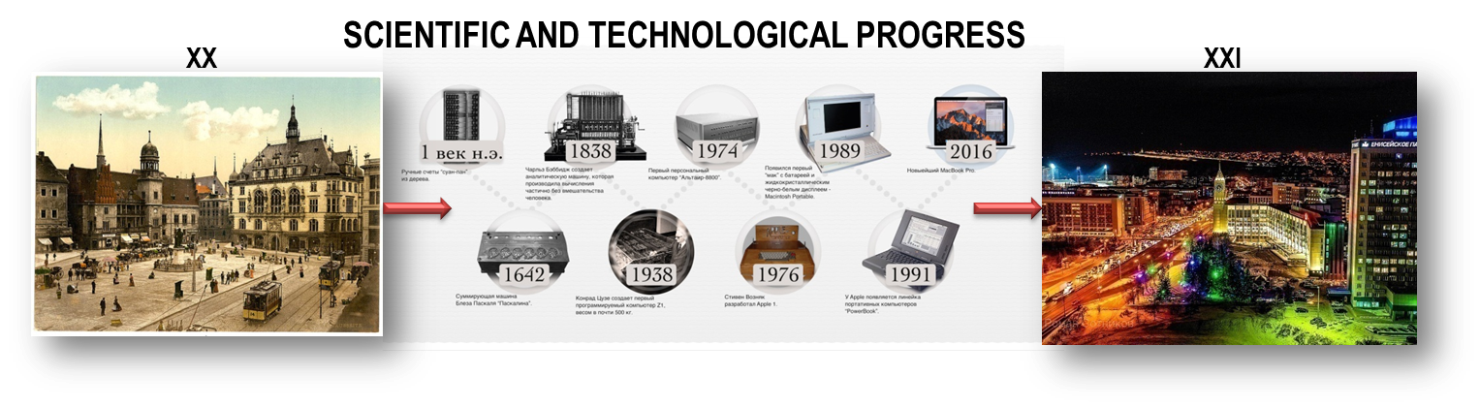 SCIENTIFIC AND TECHNOLOGICAL PROGRESS
XX
XXI
1 век н.э.
Ручные счеты "суан-пан".
из дерева.
1838
Чарльз Бэббидж создает
аналитическую машину, которая
производила вычисления
частично без вмешательства
человека.
1974
Первый персональный
компьютер "Альтаир-8800".
1989
Появился первый
"мак" с батареей и
жидкокристаллическим
черно-белым дисплеем -
Macintosh Portable.
2016
Новейший MacBook Pro.
1642
Суммирующая машина
Блеза Паскаля "Паскалина".
1938
Конрад Цузе создает первый
программируемый компьютер Z1,
весом в почти 500 кг.
1976
Стивен Возняк
разработал Apple 1.
1991
У Apple появляется линейка
портативных компьютеров
"PowerBook".
ЕНИСЕЙСКОЕ ПА